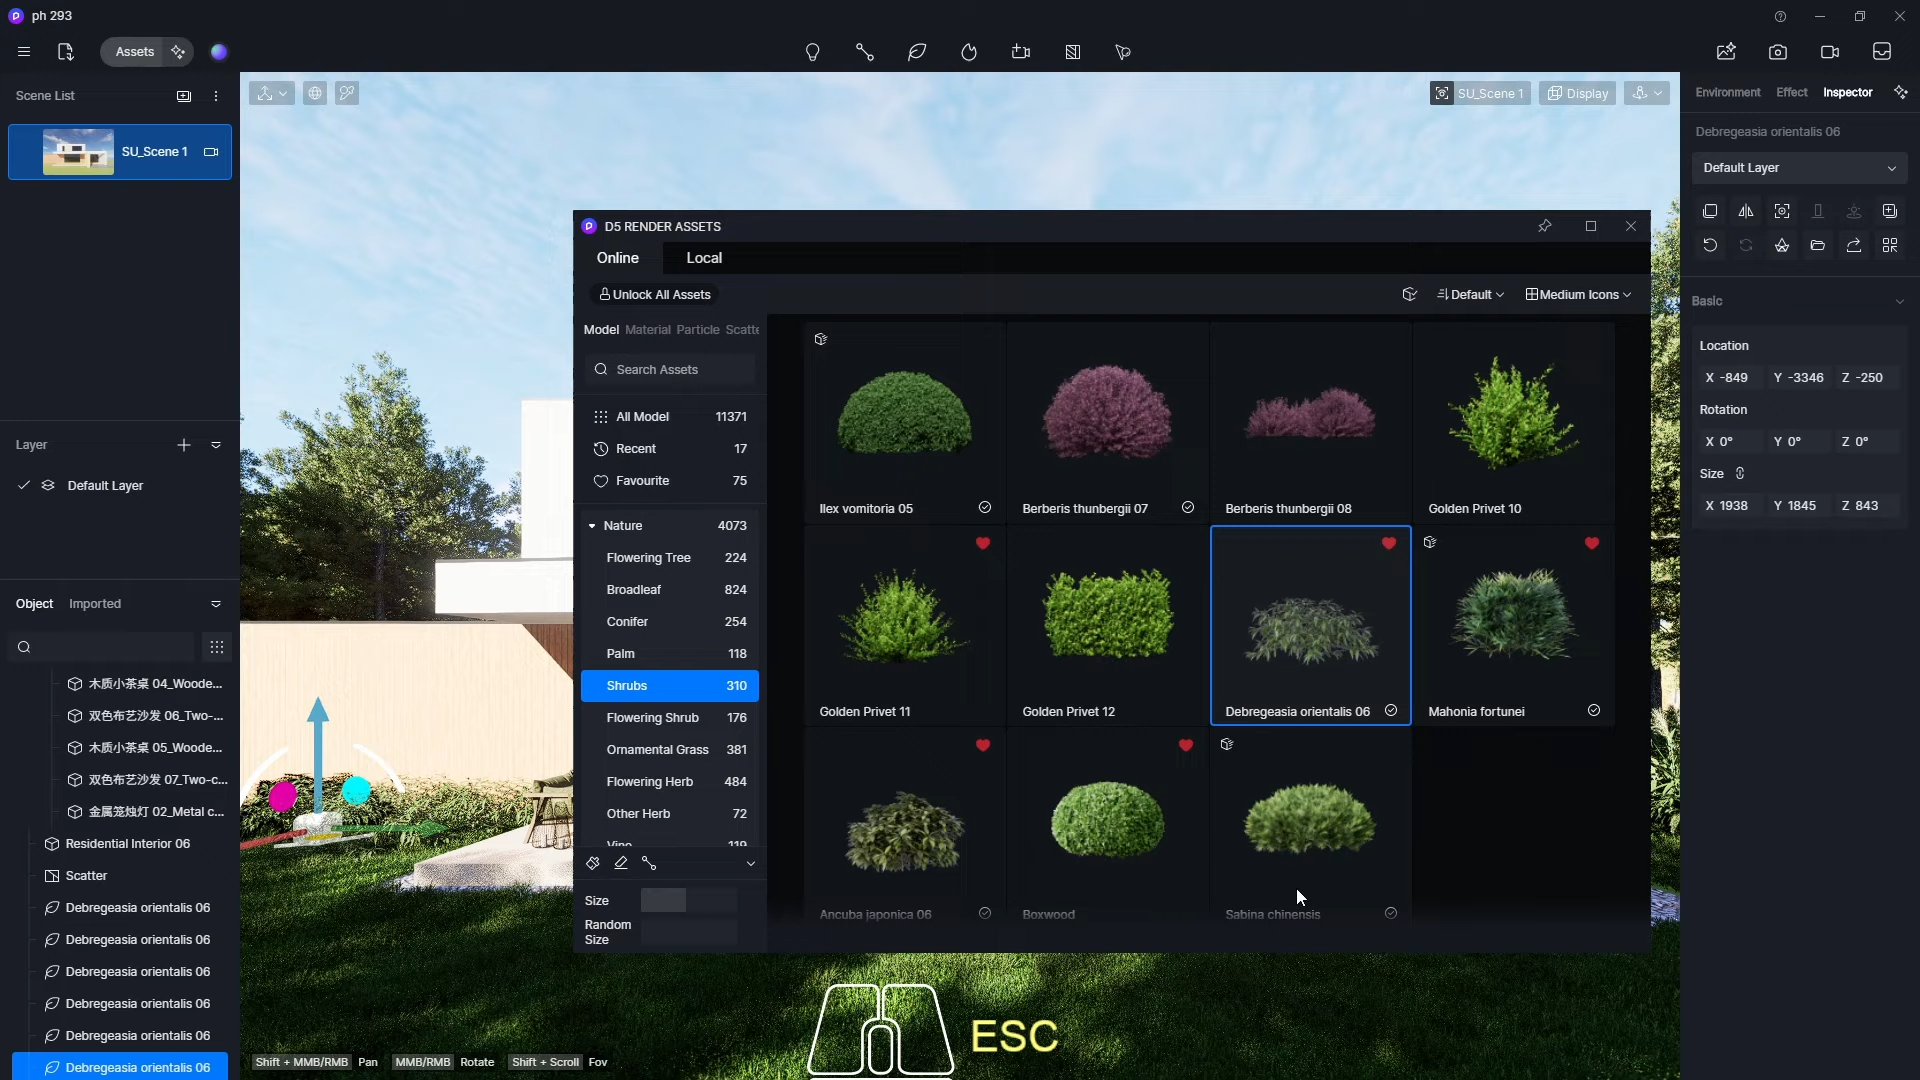 ph 293
Assets
Scene List
SU_Scene 1
Display
Environment
Effect
Inspector
SU_Scene 1
Debregeasia orientalis 06
Default Layer
Basic
Location
X -849
Y -3346
Z -250
Rotation
X 0°
Y 0°
Z 0°
Size
X 1938
Y 1845
Z 843
Layer
Default Layer
Object
Imported
木质小茶桌 04_Woode...
双色布艺沙发 06_Two-...
木质小茶桌 05_Woode...
双色布艺沙发 07_Two-c...
金属笼烛灯 02_Metal c...
Residential Interior 06
Scatter
Debregeasia orientalis 06
Debregeasia orientalis 06
Debregeasia orientalis 06
Debregeasia orientalis 06
Debregeasia orientalis 06
Debregeasia orientalis 06
D5 RENDER ASSETS
Online
Local
Unlock All Assets
Default
Medium Icons
Model
Material
Particle
Scatte
Search Assets
All Model 11371
Recent 17
Favourite 75
Nature 4073
Flowering Tree 224
Broadleaf 824
Conifer 254
Palm 118
Shrubs 310
Flowering Shrub 176
Ornamental Grass 381
Flowering Herb 484
Other Herb 72
Vine 119
Size
Random
Size
Ilex vomitoria 05
Berberis thunbergii 07
Berberis thunbergii 08
Golden Privet 10
Golden Privet 11
Golden Privet 12
Debregeasia orientalis 06
Mahonia fortunei
Ancuba japonica 06
Boxwood
Sabina chinensis
Shift + MMB/RMB Pan
MMB/RMB Rotate
Shift + Scroll Fov
ESC